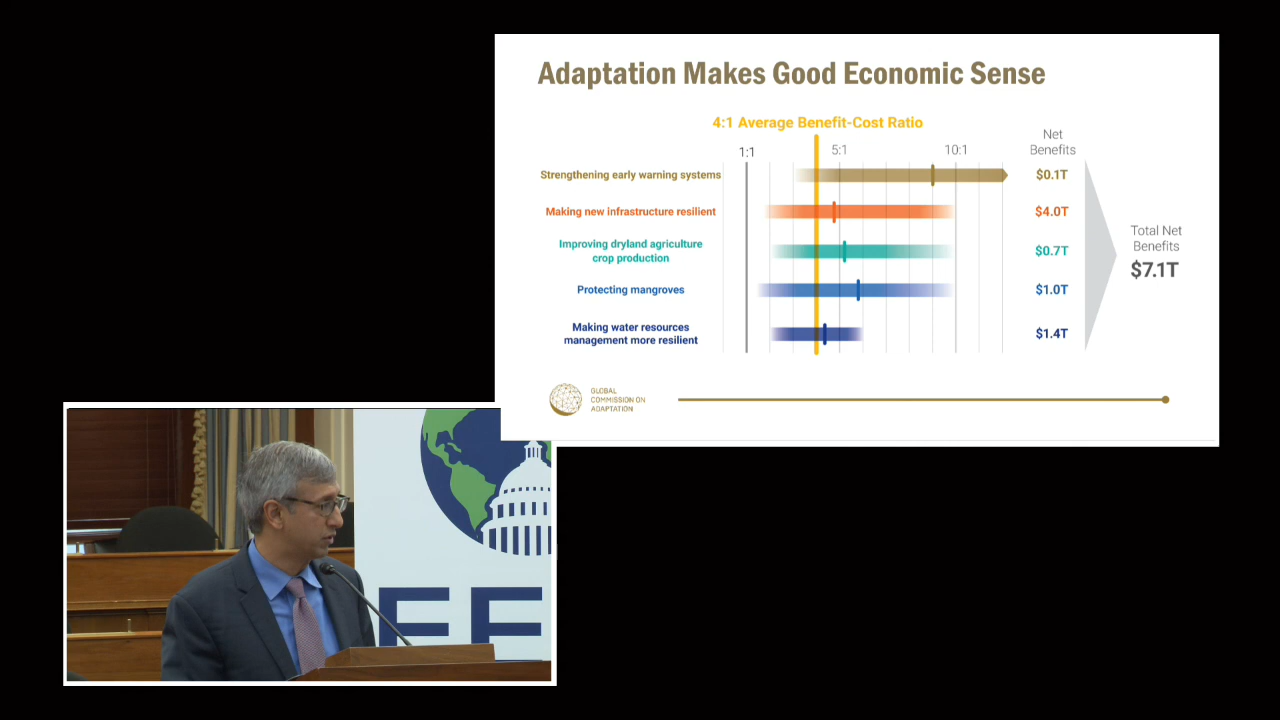 Adaptation Makes Good Economic Sense
4:1 Average Benefit-Cost Ratio
1:1
5:1
10:1
Net
Benefits
Strengthening early warning systems
$0.1T
Making new infrastructure resilient
$4.0T
Improving dryland agriculture
crop production
$0.7T
Protecting mangroves
$1.0T
Making water resources
management more resilient
$1.4T
Total Net
Benefits
$7.1T
GLOBAL
COMMISSION ON
ADAPTATION